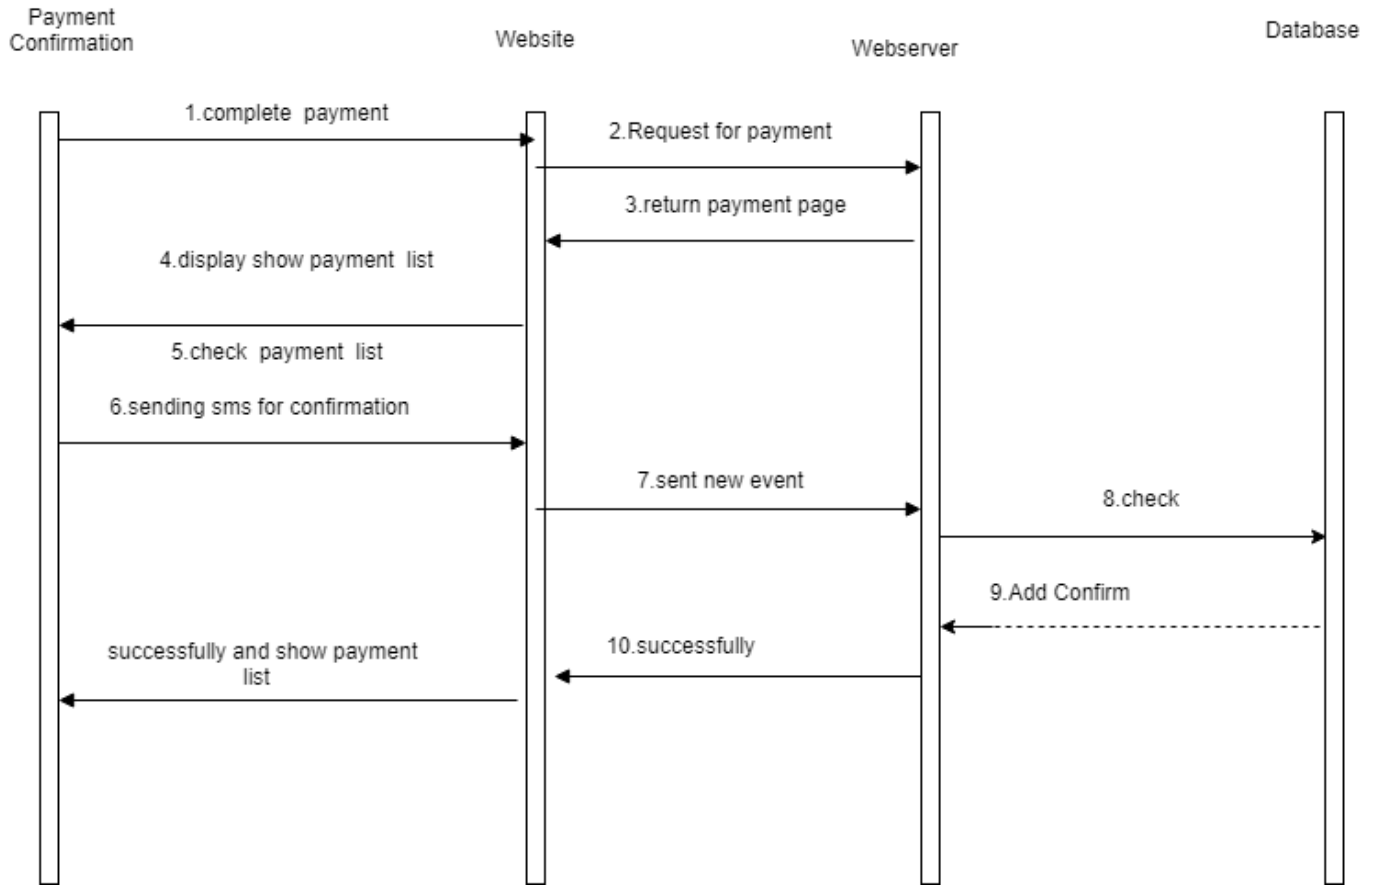 Payment
Confirmation
Website
Webserver
Database
1.complete payment
2.Request for payment
3.return payment page
4.display show payment list
5.check payment list
6.sending sms for confirmation
7.sent new event
8.check
9.Add Confirm
10.successfully
successfully and show payment
list